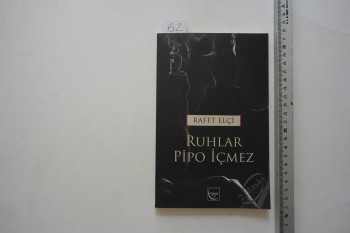 62
RAFET ELÇİ
RUHLAR
PİPO İÇMEZ